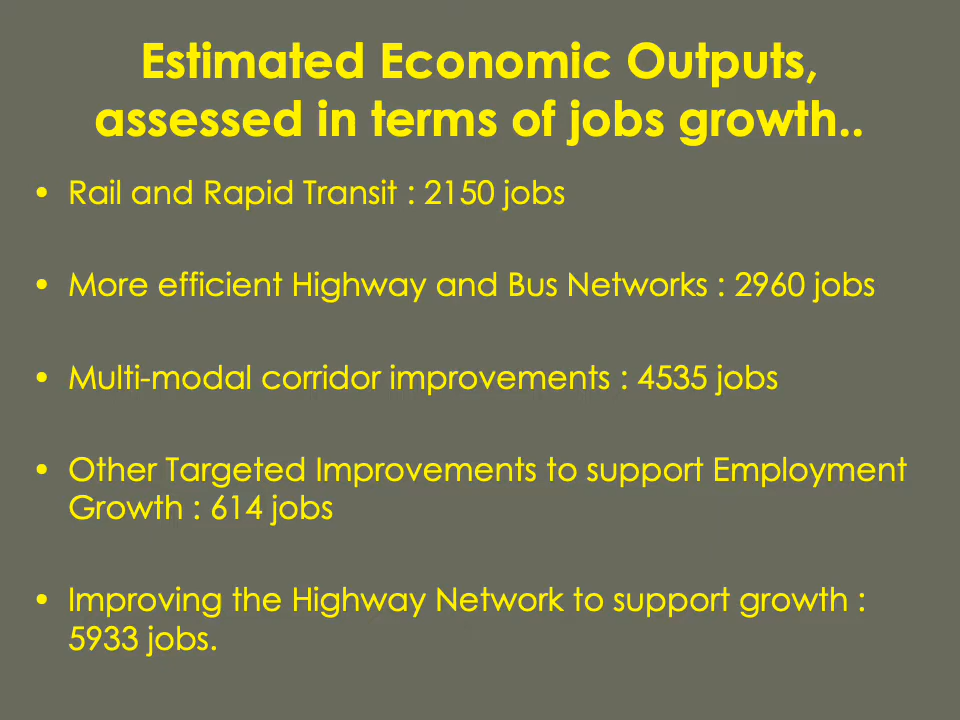 Estimated Economic Outputs,
assessed in terms of jobs growth..
• Rail and Rapid Transit : 2150 jobs
• More efficient Highway and Bus Networks : 2960 jobs
• Multi-modal corridor improvements : 4535 jobs
• Other Targeted Improvements to support Employment
Growth : 614 jobs
• Improving the Highway Network to support growth :
5933 jobs.